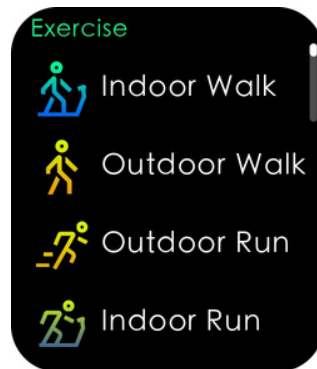 Exercise
Indoor Walk
Outdoor Walk
Outdoor Run
Indoor Run